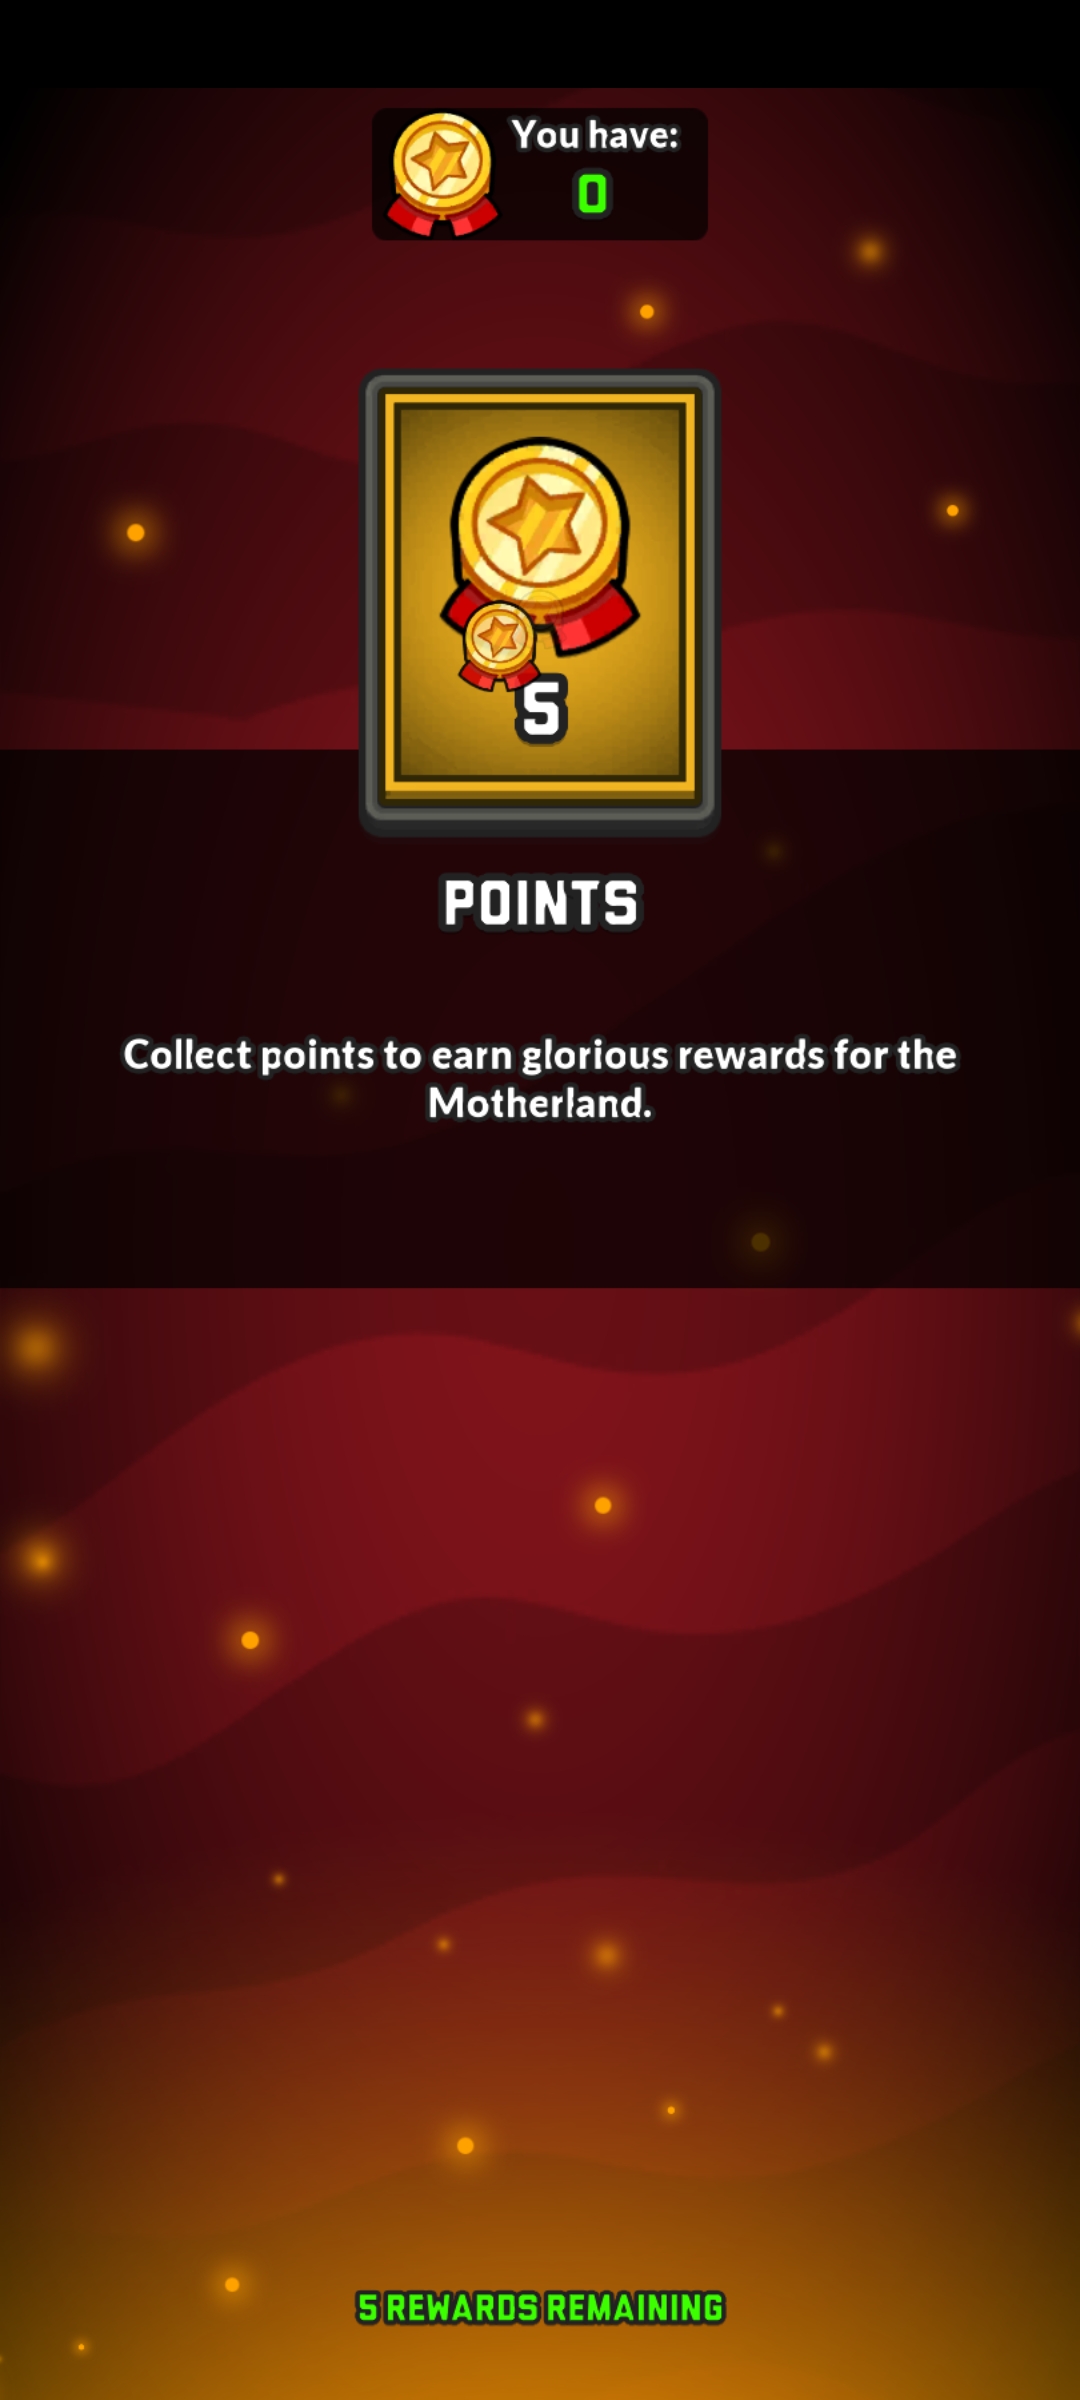 You have:
0
5
POINTS
Collect points to earn glorious rewards for the
Motherland.
5 REWARDS REMAINING